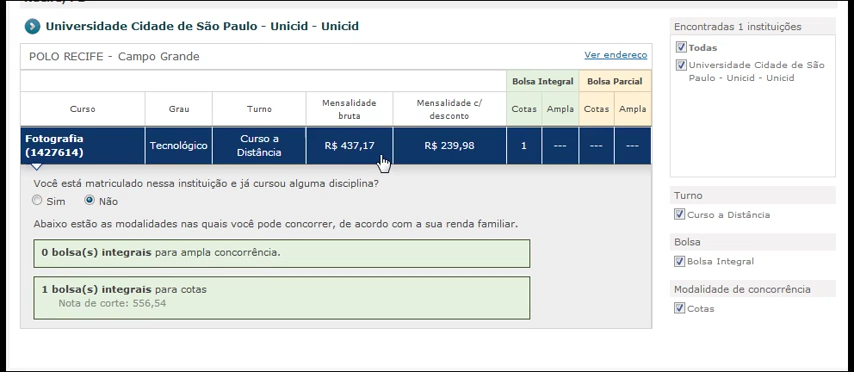 Universidade Cidade de São Paulo - Unicid - Unicid
POLO RECIFE - Campo Grande
Ver endereço
Bolsa Integral
Bolsa Parcial
Curso
Grau
Turno
Mensalidade bruta
Mensalidade c/ desconto
Cotas
Ampla
Cotas
Ampla
Fotografia (1427614)
Tecnológico
Curso a Distância
R$ 437,17
R$ 239,98
1
---
---
---
Você está matriculado nessa instituição e já cursou alguma disciplina?
Sim
Não
Abaixo estão as modalidades nas quais você pode concorrer, de acordo com a sua renda familiar.
0 bolsa(s) integrais para ampla concorrência.
1 bolsa(s) integrais para cotas
Nota de corte: 556,54
Encontradas 1 instituições
Todas
Universidade Cidade de São
Paulo - Unicid - Unicid
Turno
Curso a Distância
Bolsa
Bolsa Integral
Modalidade de concorrência
Cotas